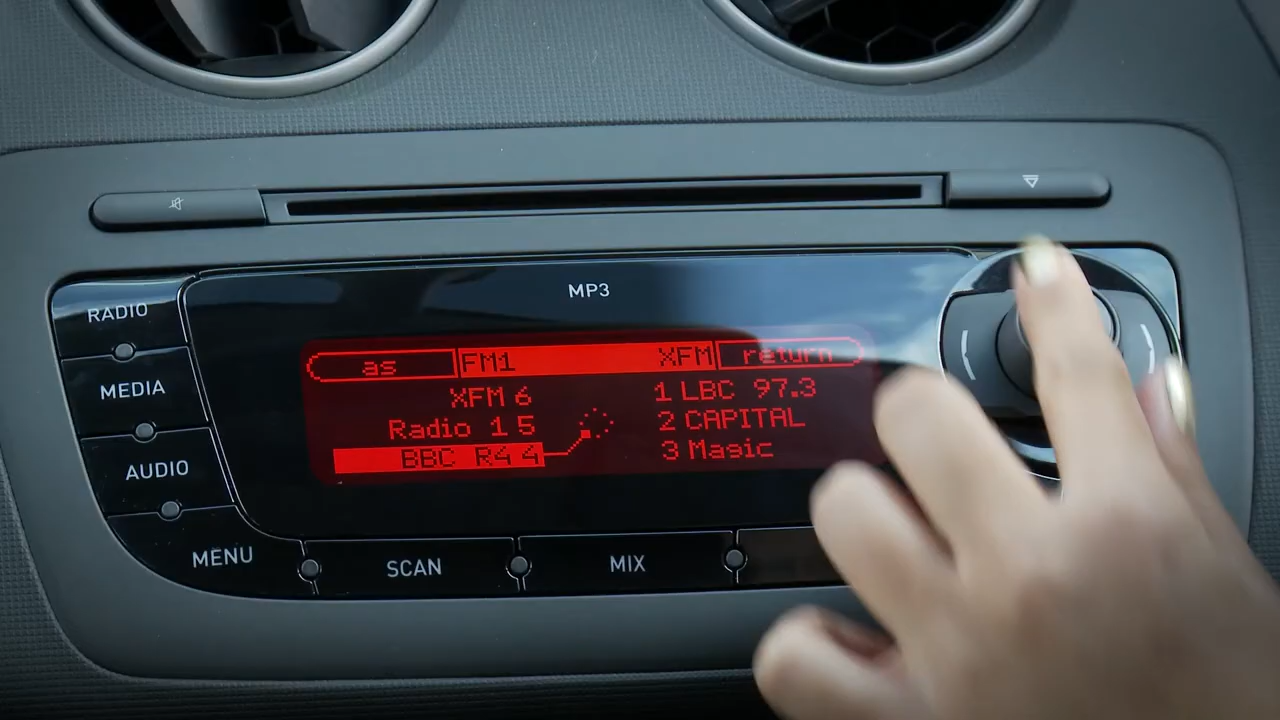 MP3
RADIO
MEDIA
AUDIO
MENU
SCAN
MIX
as FM1 XFM return
XFM 6 1 LBC 97.3
Radio 1 5 2 CAPITAL
BBC R4 4 3 Magic